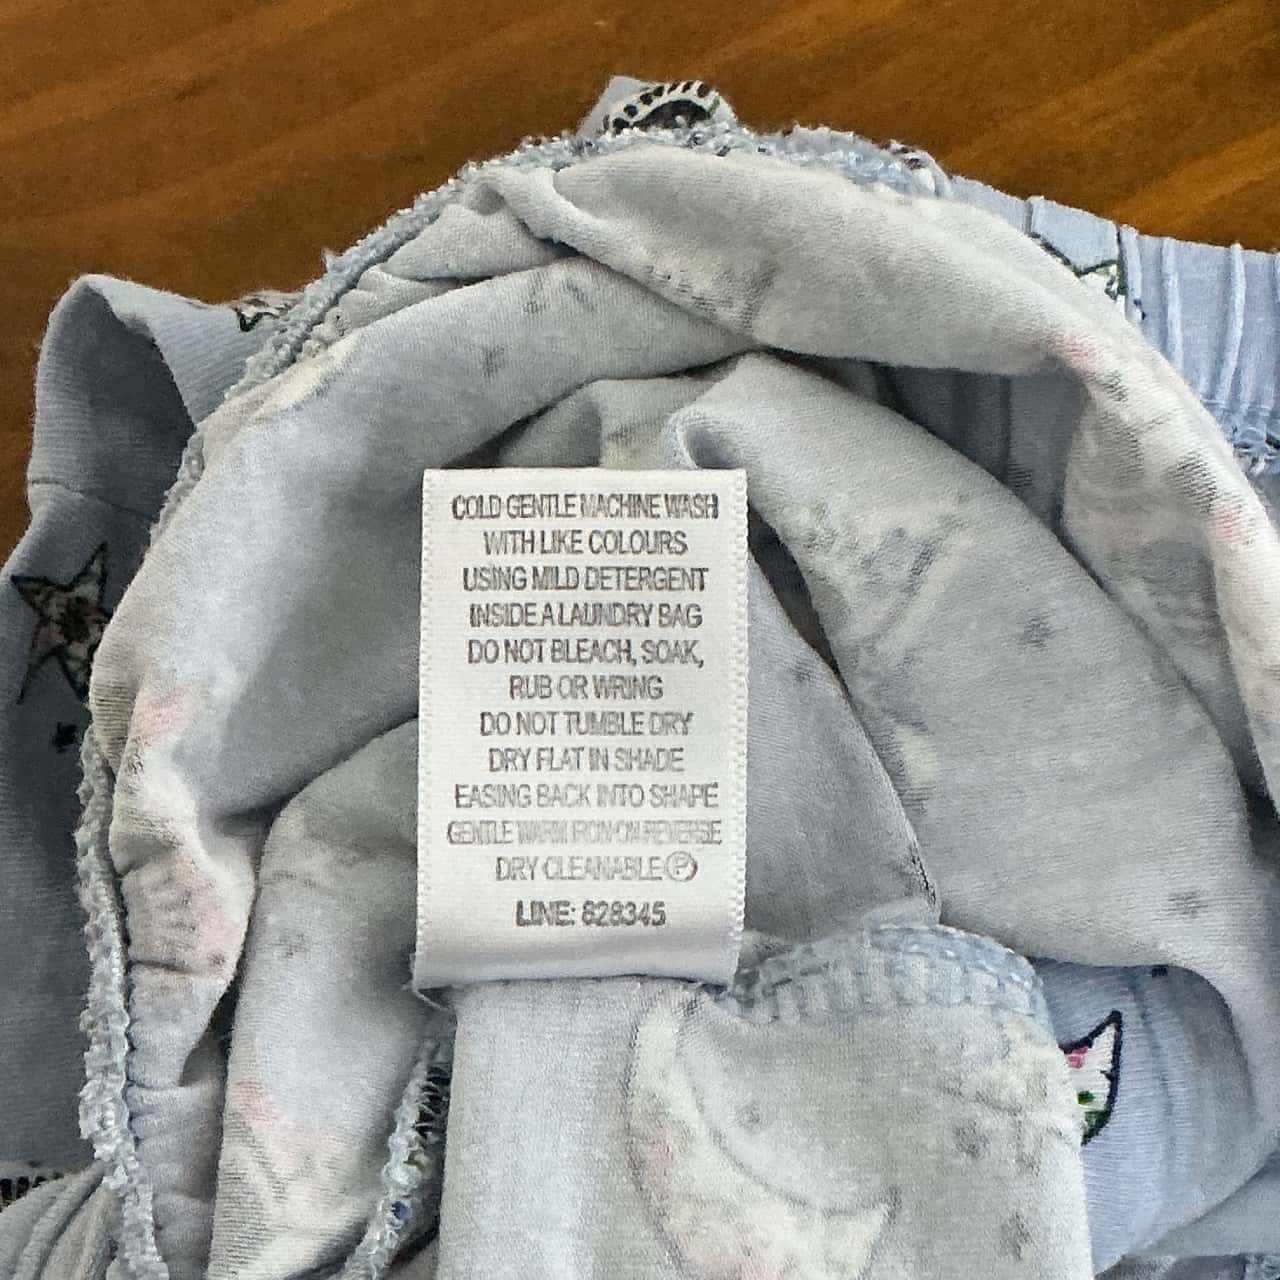 COLD GENTLE MACHINE WASH
WITH LIKE COLOURS
USING MILD DETERGENT
INSIDE A LAUNDRY BAG
DO NOT BLEACH, SOAK,
RUB OR WRING
DO NOT TUMBLE DRY
DRY FLAT IN SHADE
EASING BACK INTO SHAPE
GENTLE WARM IRON ON REVERSE
DRY CLEANABLE Ⓟ
LINE: 828345